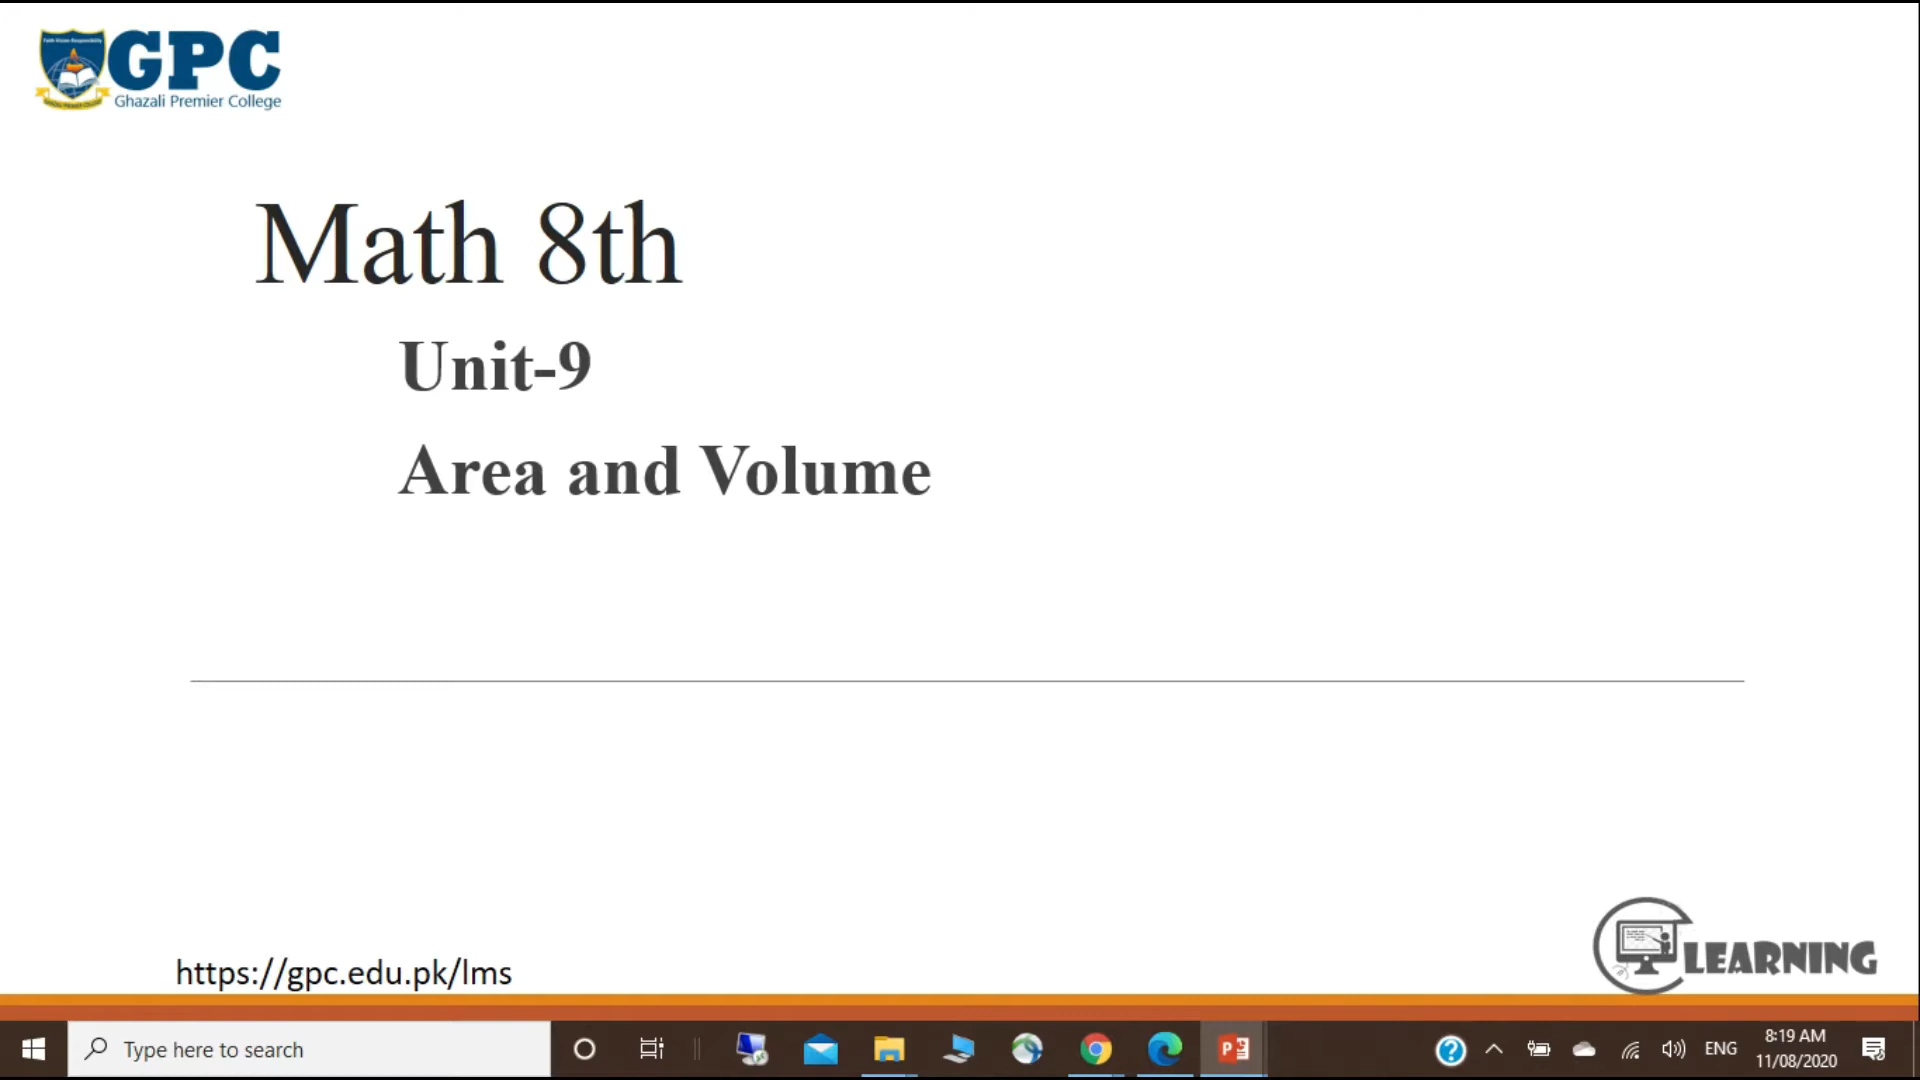 GPC
Ghazali Premier College
Math 8th
Unit-9
Area and Volume
https://gpc.edu.pk/lms
LEARNING
Type here to search
ENG
8:19 AM
11/08/2020